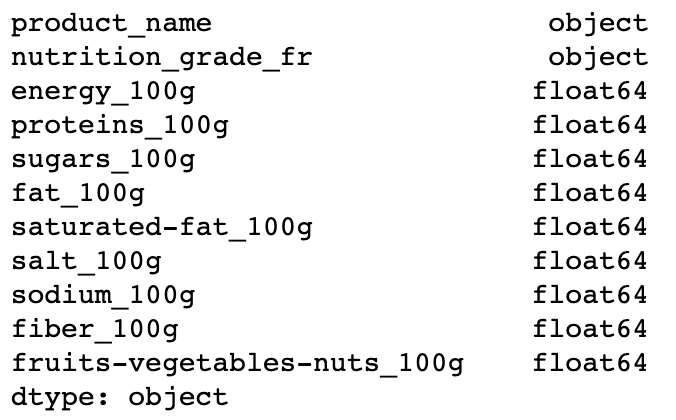 product_name object
nutrition_grade_fr object
energy_100g float64
proteins_100g float64
sugars_100g float64
fat_100g float64
saturated-fat_100g float64
salt_100g float64
sodium_100g float64
fiber_100g float64
fruits-vegetables-nuts_100g float64
dtype: object